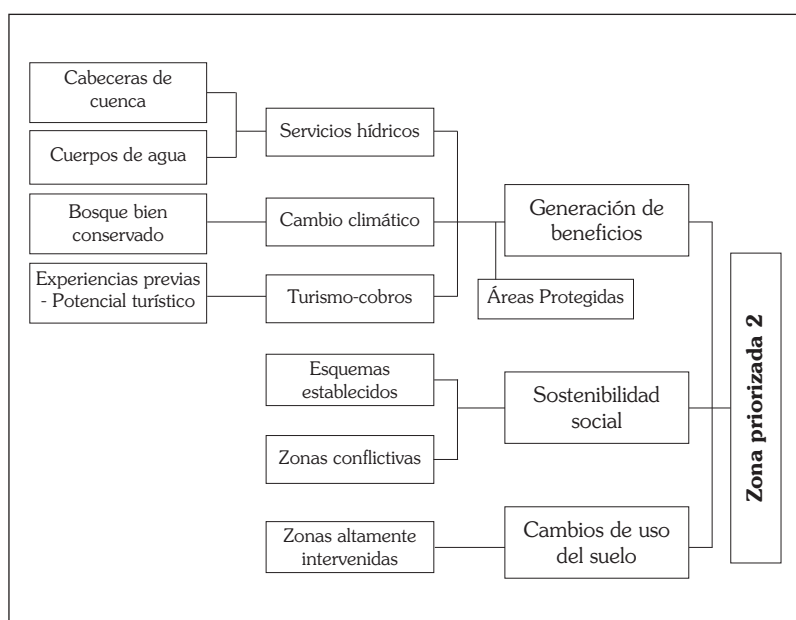 Cabeceras de
cuenca
Cuerpos de agua
Servicios hídricos
Bosque bien
conservado
Cambio climático
Generación de
beneficios
Experiencias previas
- Potencial turístico
Turismo-cobros
Áreas Protegidas
Esquemas
establecidos
Zonas conflictivas
Sostenibilidad
social
Zonas altamente
intervenidas
Cambios de uso
del suelo
Zona priorizada 2